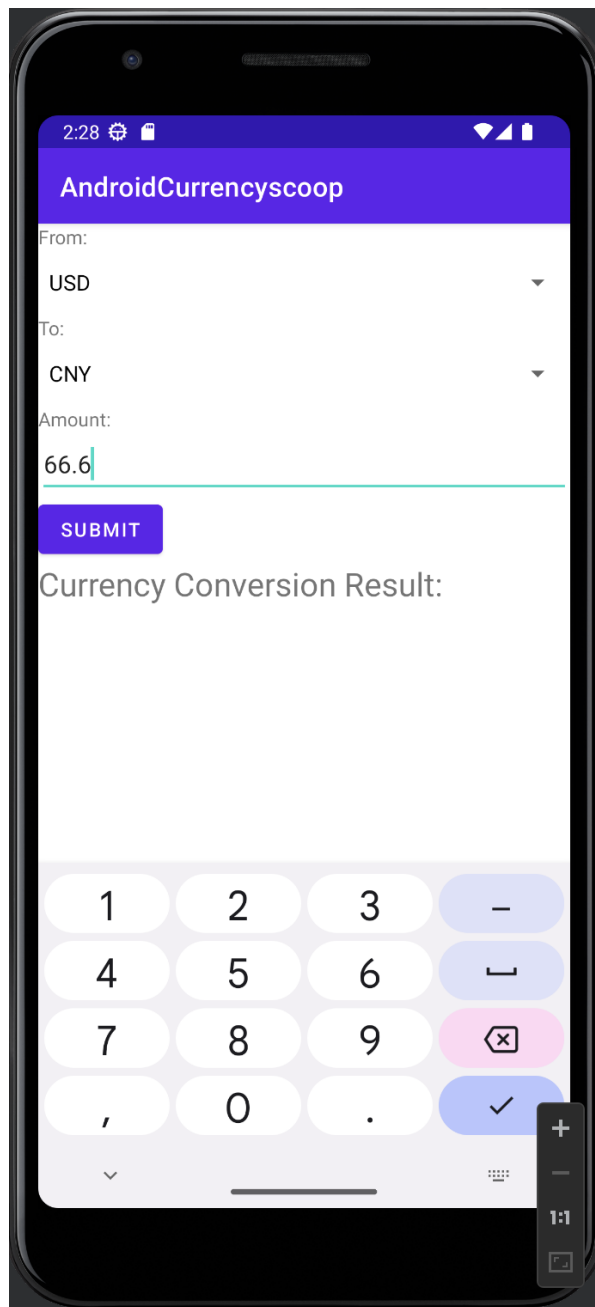 2:28
AndroidCurrencyscoop
From:
USD
To:
CNY
Amount:
66.6
SUBMIT
Currency Conversion Result:
1 2 3 –
4 5 6
7 8 9
, 0 .
1:1